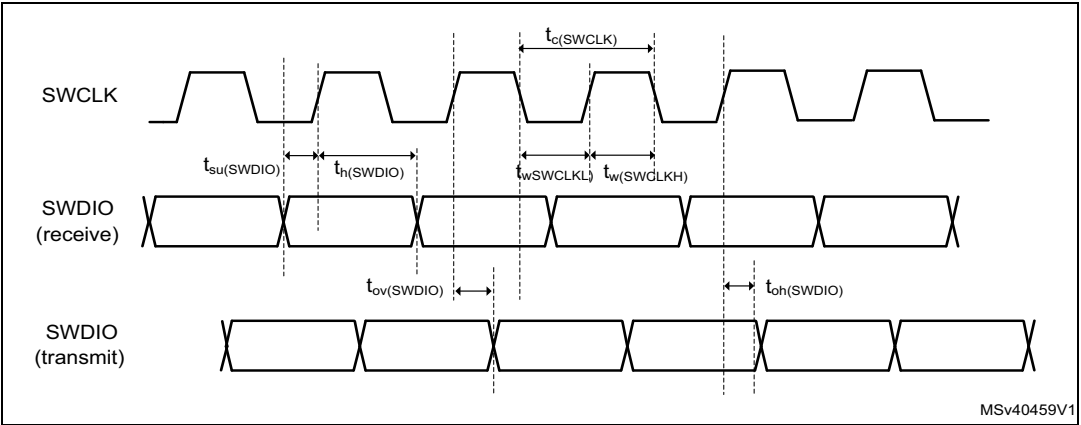 t_c(SWCLK)
SWCLK
t_su(SWDIO) t_h(SWDIO) t_wSWCLKL) t_w(SWCLKH)
SWDIO
(receive)
t_ov(SWDIO) t_oh(SWDIO)
SWDIO
(transmit)
MSv40459V1